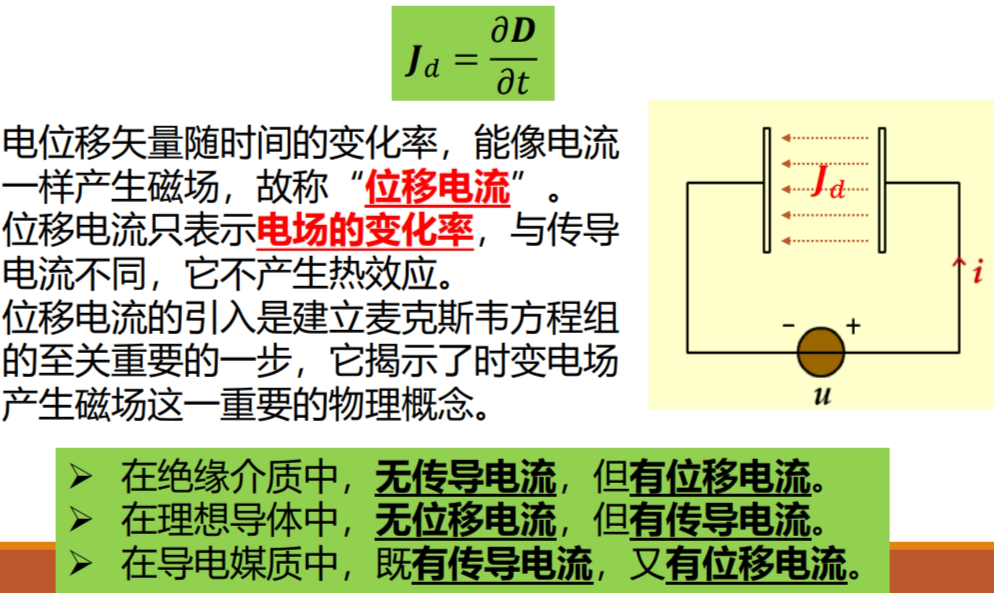 J_d = ∂D/∂t
电位移矢量随时间的变化率，能像电流
一样产生磁场，故称“位移电流”。
位移电流只表示电场的变化率，与传导
电流不同，它不产生热效应。
位移电流的引入是建立麦克斯韦方程组
的至关重要的一步，它揭示了时变电场
产生磁场这一重要的物理概念。
J_d
i
- +
u
➢ 在绝缘介质中，无传导电流，但有位移电流。
➢ 在理想导体中，无位移电流，但有传导电流。
➢ 在导电媒质中，既有传导电流，又有位移电流。